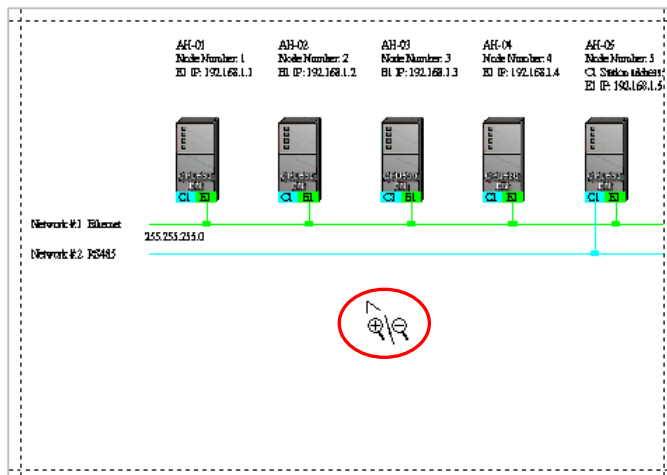 AH-01
Node Number: 1
E1 IP: 192.168.1.1
AH-02
Node Number: 2
E1 IP: 192.168.1.2
AH-03
Node Number: 3
E1 IP: 192.168.1.3
AH-04
Node Number: 4
E1 IP: 192.168.1.4
AH-05
Node Number: 5
C1 Station address:
E1 IP: 192.168.1.5
C1 E1
C1 E1
C1 E1
C1 E1
C1 E1
Network #:1 Ethernet
255.255.255.0
Network #:2 RS485